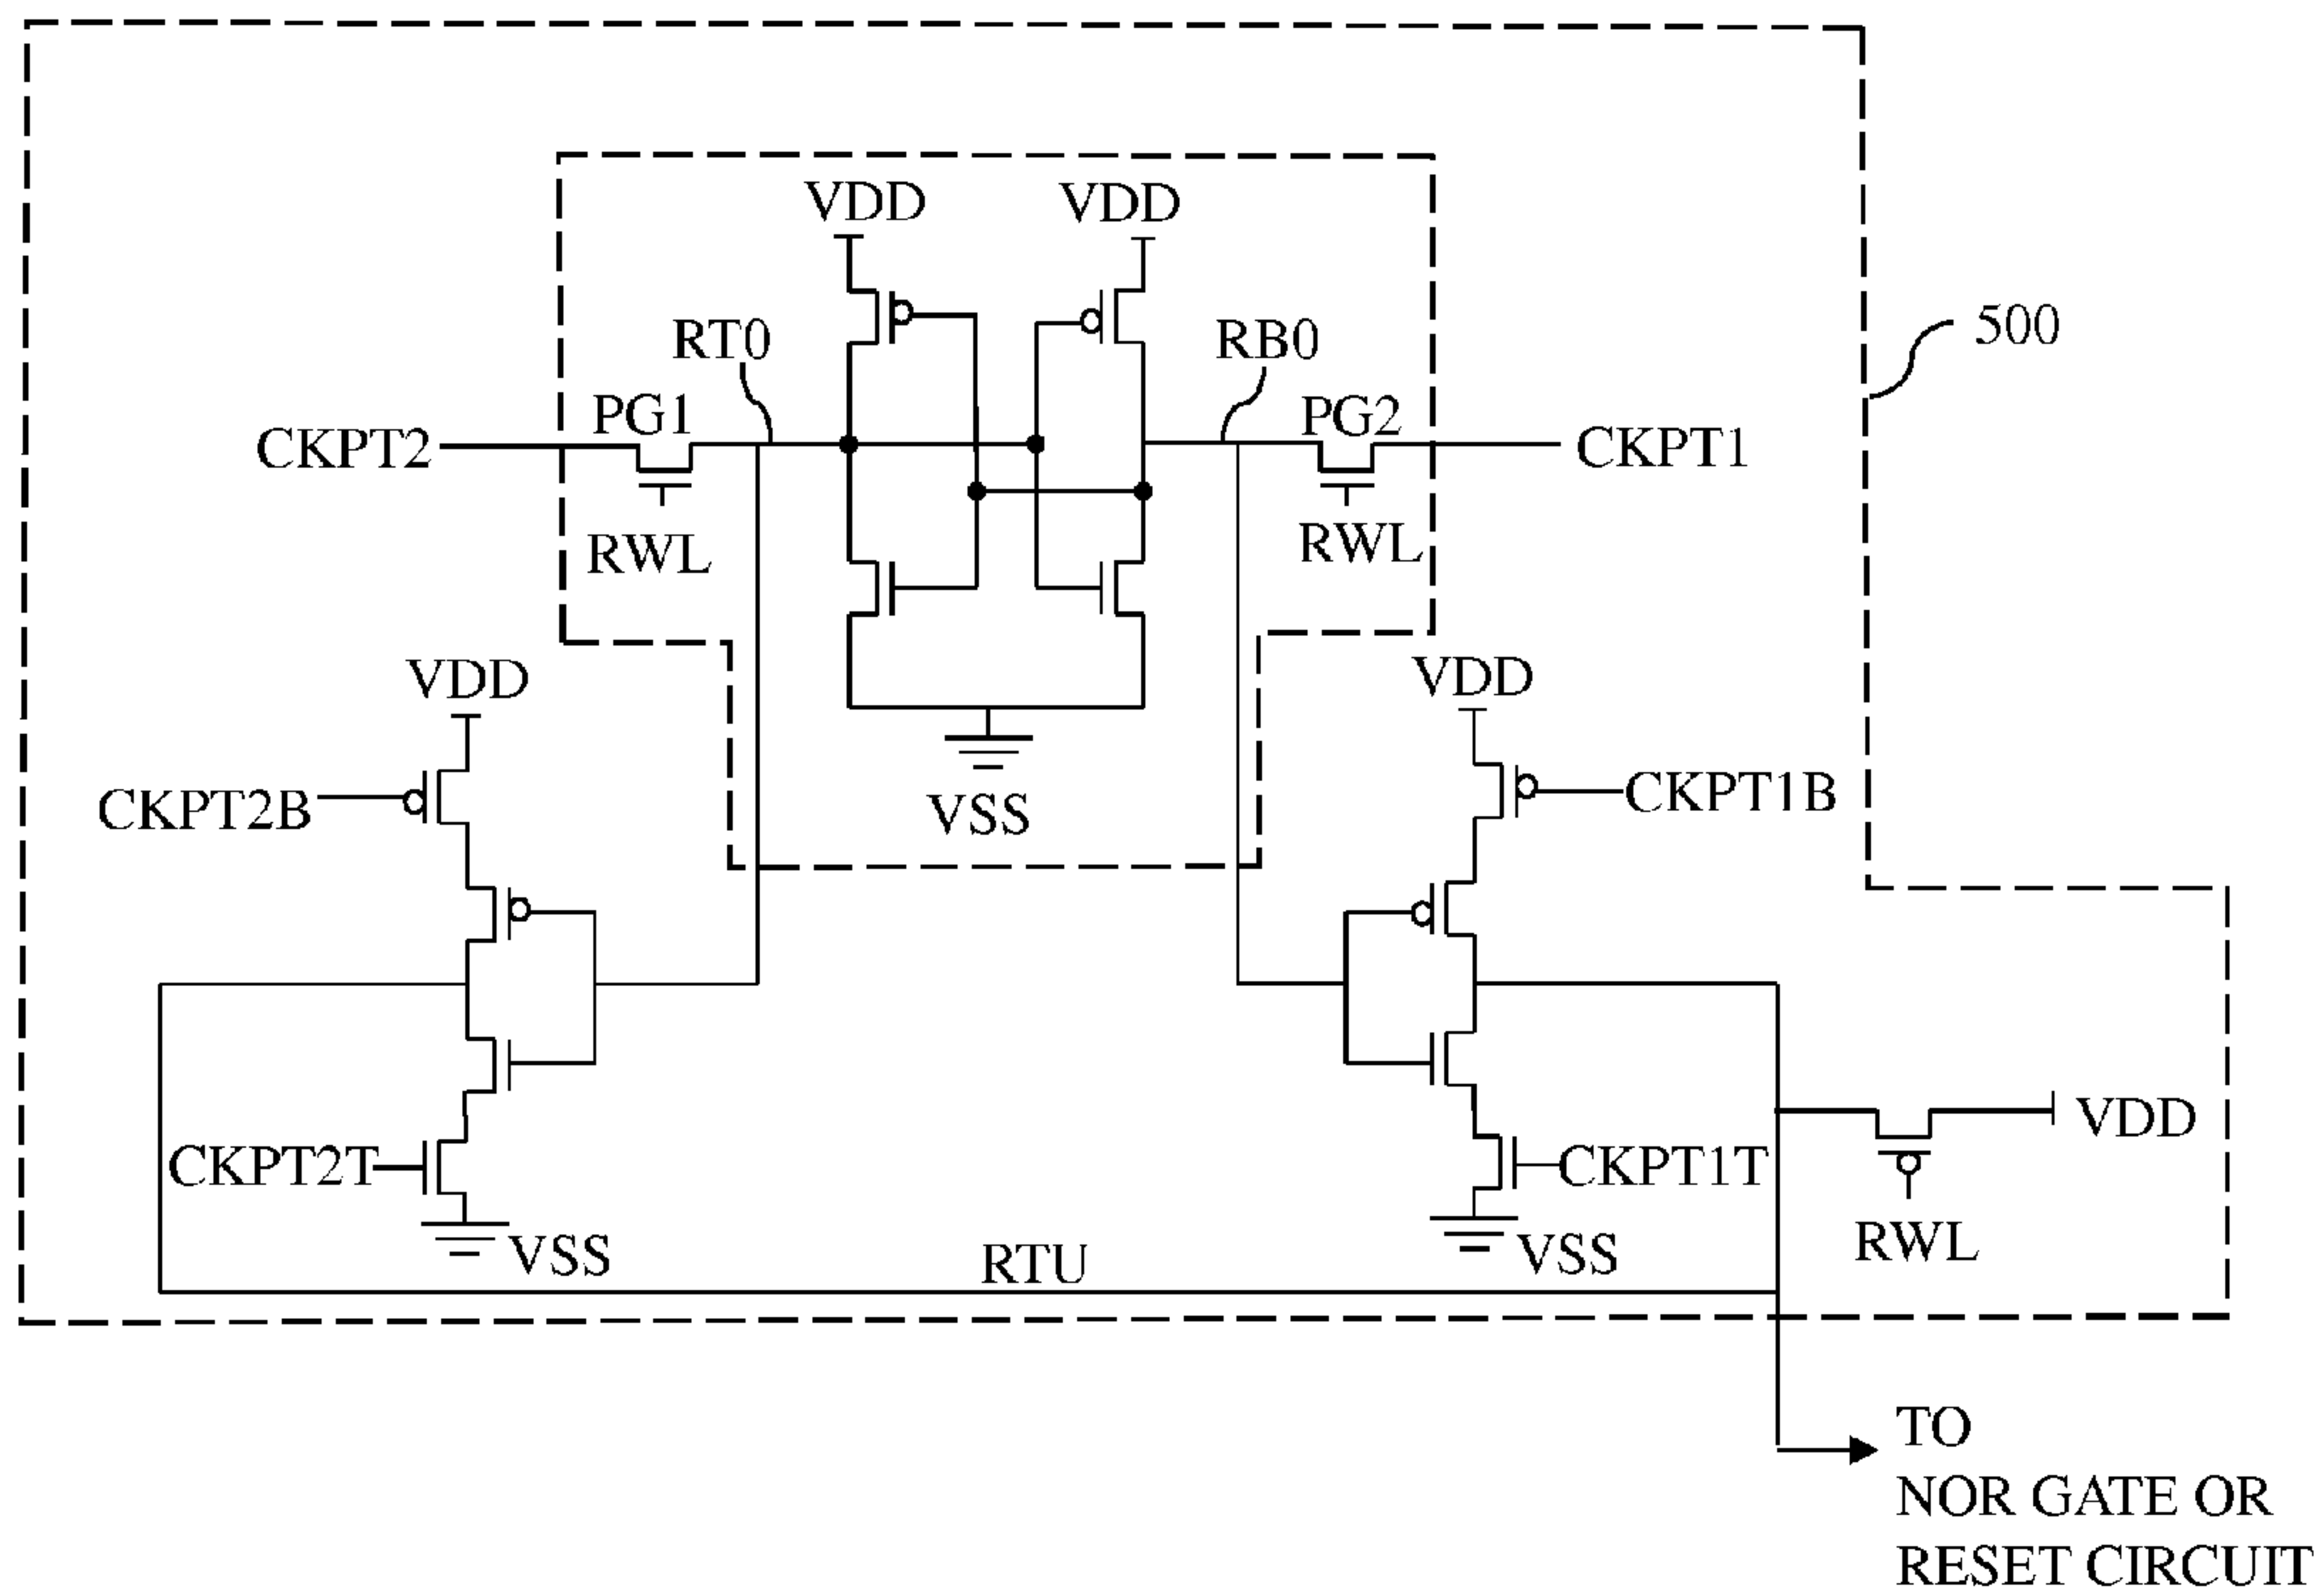 VDD
VDD
RT0
RB0
500
PG1
PG2
CKPT2
CKPT1
RWL
RWL
VDD
VDD
CKPT2B
VSS
CKPT1B
VDD
CKPT2T
CKPT1T
RWL
VSS
RTU
VSS
TO
NOR GATE OR
RESET CIRCUIT